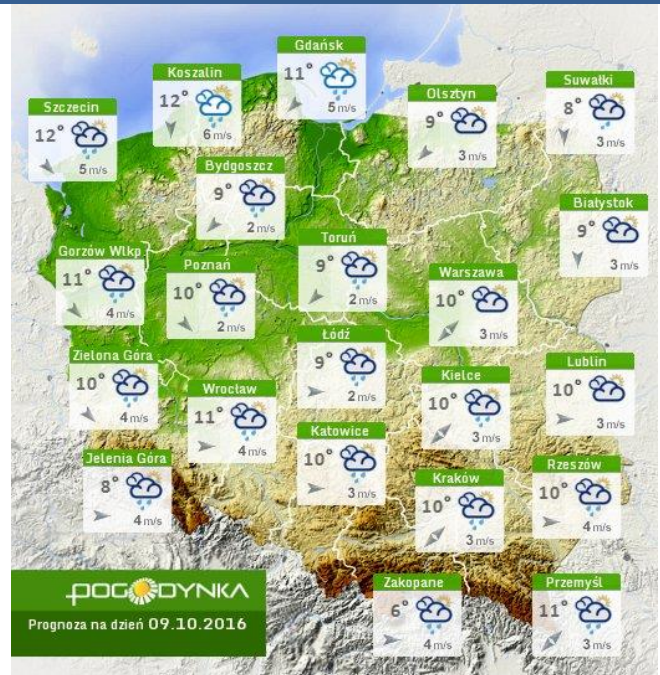 Gdańsk
11°
5 m/s
Koszalin
12°
6 m/s
Szczecin
12°
5 m/s
Olsztyn
9°
3 m/s
Suwałki
8°
3 m/s
Bydgoszcz
9°
2 m/s
Białystok
9°
3 m/s
Toruń
9°
2 m/s
Gorzów Wlkp
11°
4 m/s
Poznań
10°
2 m/s
Warszawa
10°
3 m/s
Łódź
9°
2 m/s
Zielona Góra
10°
4 m/s
Wrocław
11°
4 m/s
Kielce
10°
3 m/s
Lublin
10°
3 m/s
Katowice
10°
3 m/s
Jelenia Góra
8°
4 m/s
Kraków
10°
3 m/s
Rzeszów
10°
4 m/s
Zakopane
6°
4 m/s
Przemyśl
11°
3 m/s
POGODYNKA
Prognoza na dzień 09.10.2016